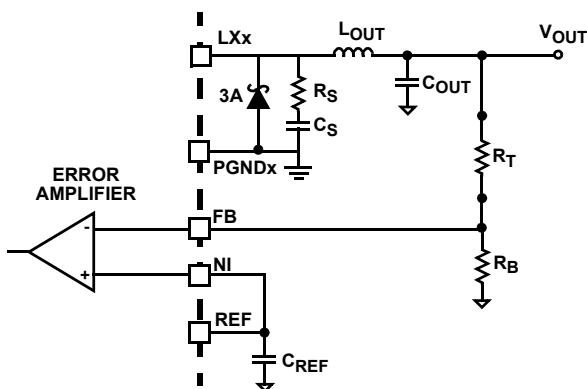 LXx
LOUT
VOUT
3A
RS
CS
COUT
PGNDx
RT
ERROR
AMPLIFIER
FB
-
NI
+
RB
REF
CREF